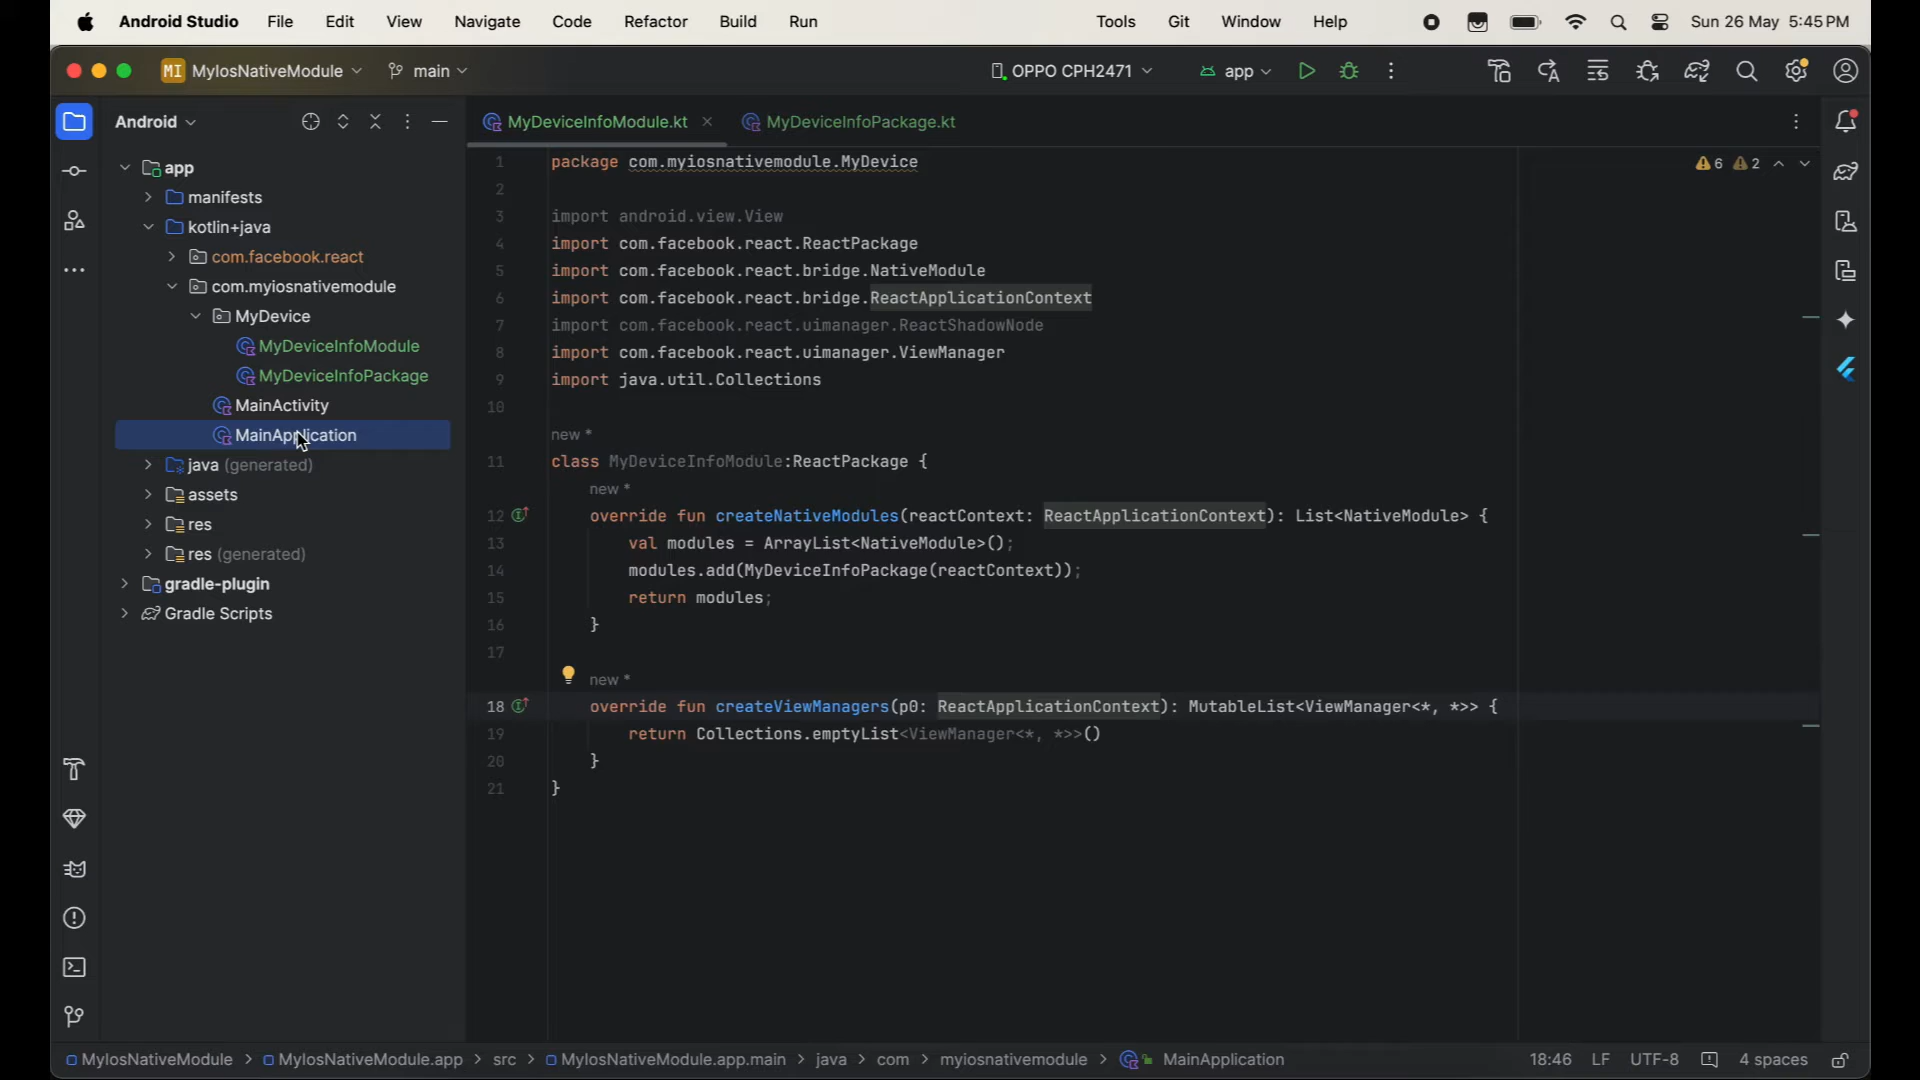 Android Studio File Edit View Navigate Code Refactor Build Run Tools Git Window Help Sun 26 May 5:45 PM
MI MyIosNativeModule main OPPO CPH2471 app
Android
app
manifests
kotlin+java
com.facebook.react
com.myiosnativemodule
MyDevice
MyDeviceInfoModule
MyDeviceInfoPackage
MainActivity
MainApplication
java (generated)
assets
res
res (generated)
gradle-plugin
Gradle Scripts
MyDeviceInfoModule.kt MyDeviceInfoPackage.kt
6 2
1 package com.myiosnativemodule.MyDevice
2
3 import android.view.View
4 import com.facebook.react.ReactPackage
5 import com.facebook.react.bridge.NativeModule
6 import com.facebook.react.bridge.ReactApplicationContext
7 import com.facebook.react.uimanager.ReactShadowNode
8 import com.facebook.react.uimanager.ViewManager
9 import java.util.Collections
10
new *
11 class MyDeviceInfoModule:ReactPackage {
new *
12 override fun createNativeModules(reactContext: ReactApplicationContext): List<NativeModule> {
13 val modules = ArrayList<NativeModule>();
14 modules.add(MyDeviceInfoPackage(reactContext));
15 return modules;
16 }
17
new *
18 override fun createViewManagers(p0: ReactApplicationContext): MutableList<ViewManager<*, *>> {
19 return Collections.emptyList<ViewManager<*, *>>()
20 }
21 }
MyIosNativeModule > MyIosNativeModule.app > src > MyIosNativeModule.app.main > java > com > myiosnativemodule > MainApplication 18:46 LF UTF-8 4 spaces